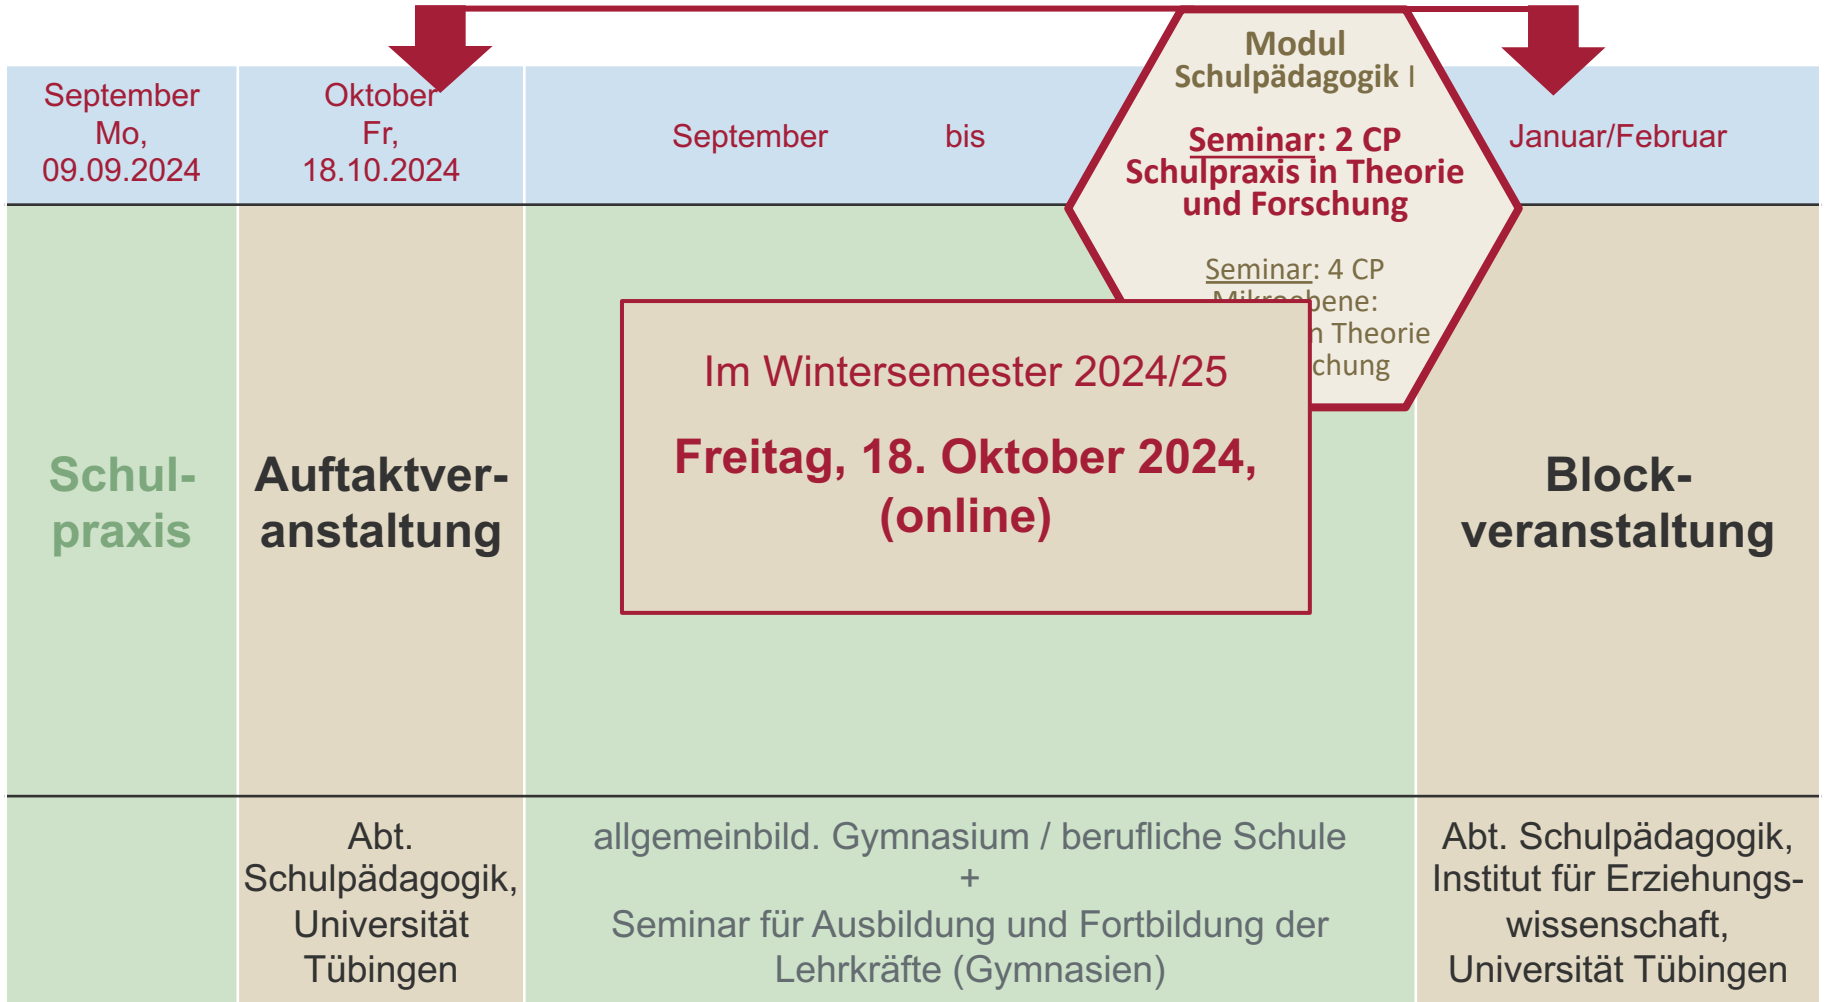 September
Mo,
09.09.2024
Oktober
Fr,
18.10.2024
September bis
Modul
Schulpädagogik I
Seminar: 2 CP
Schulpraxis in Theorie
und Forschung
Seminar: 4 CP
Mikroebene:
Theorie
Januar/Februar
Schul-
praxis
Auftaktver-
anstaltung
Im Wintersemester 2024/25
Freitag, 18. Oktober 2024,
(online)
Block-
veranstaltung
Abt.
Schulpädagogik,
Universität
Tübingen
allgemeinbild. Gymnasium / berufliche Schule
+
Seminar für Ausbildung und Fortbildung der
Lehrkräfte (Gymnasien)
Abt. Schulpädagogik,
Institut für Erziehungs-
wissenschaft,
Universität Tübingen